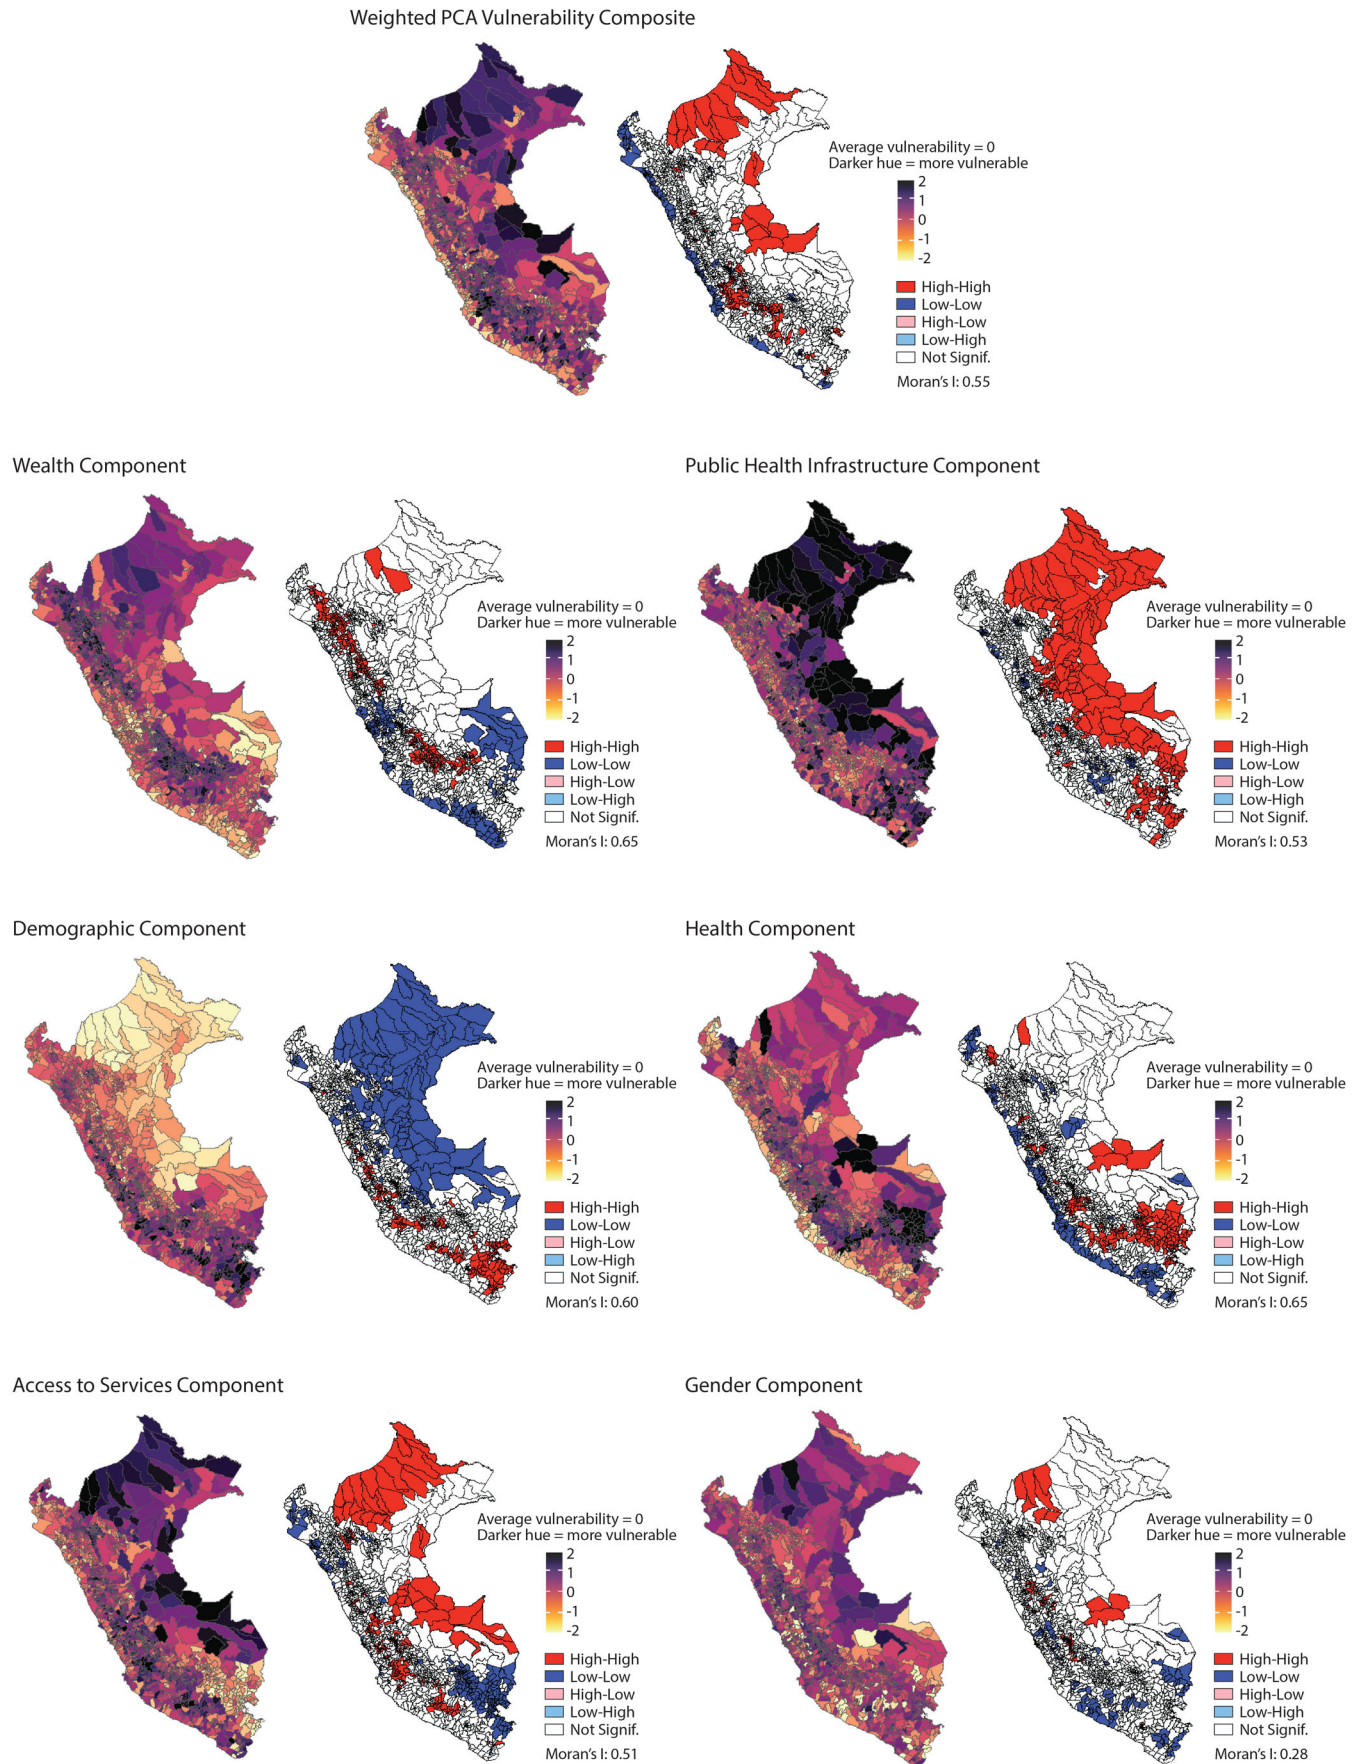 Weighted PCA Vulnerability Composite
Average vulnerability = 0
Darker hue = more vulnerable
2
1
0
-1
-2
High-High
Low-Low
High-Low
Low-High
Not Signif.
Moran's I: 0.55
Wealth Component
Average vulnerability = 0
Darker hue = more vulnerable
2
1
0
-1
-2
High-High
Low-Low
High-Low
Low-High
Not Signif.
Moran's I: 0.65
Public Health Infrastructure Component
Average vulnerability = 0
Darker hue = more vulnerable
2
1
0
-1
-2
High-High
Low-Low
High-Low
Low-High
Not Signif.
Moran's I: 0.53
Demographic Component
Average vulnerability = 0
Darker hue = more vulnerable
2
1
0
-1
-2
High-High
Low-Low
High-Low
Low-High
Not Signif.
Moran's I: 0.60
Health Component
Average vulnerability = 0
Darker hue = more vulnerable
2
1
0
-1
-2
High-High
Low-Low
High-Low
Low-High
Not Signif.
Moran's I: 0.65
Access to Services Component
Average vulnerability = 0
Darker hue = more vulnerable
2
1
0
-1
-2
High-High
Low-Low
High-Low
Low-High
Not Signif.
Moran's I: 0.51
Gender Component
Average vulnerability = 0
Darker hue = more vulnerable
2
1
0
-1
-2
High-High
Low-Low
High-Low
Low-High
Not Signif.
Moran's I: 0.28